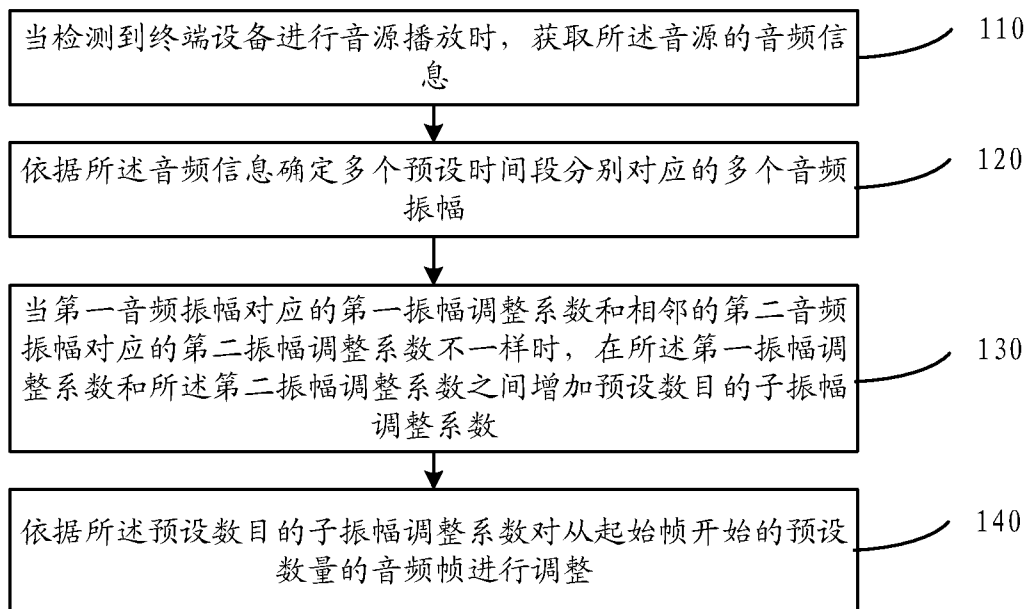 当检测到终端设备进行音源播放时，获取所述音源的音频信
息
110
依据所述音频信息确定多个预设时间段分别对应的多个音频
振幅
120
当第一音频振幅对应的第一振幅调整系数和相邻的第二音频
振幅对应的第二振幅调整系数不一样时，在所述第一振幅调
整系数和所述第二振幅调整系数之间增加预设数目的子振幅
调整系数
130
依据所述预设数目的子振幅调整系数对从起始帧开始的预设
数量的音频帧进行调整
140